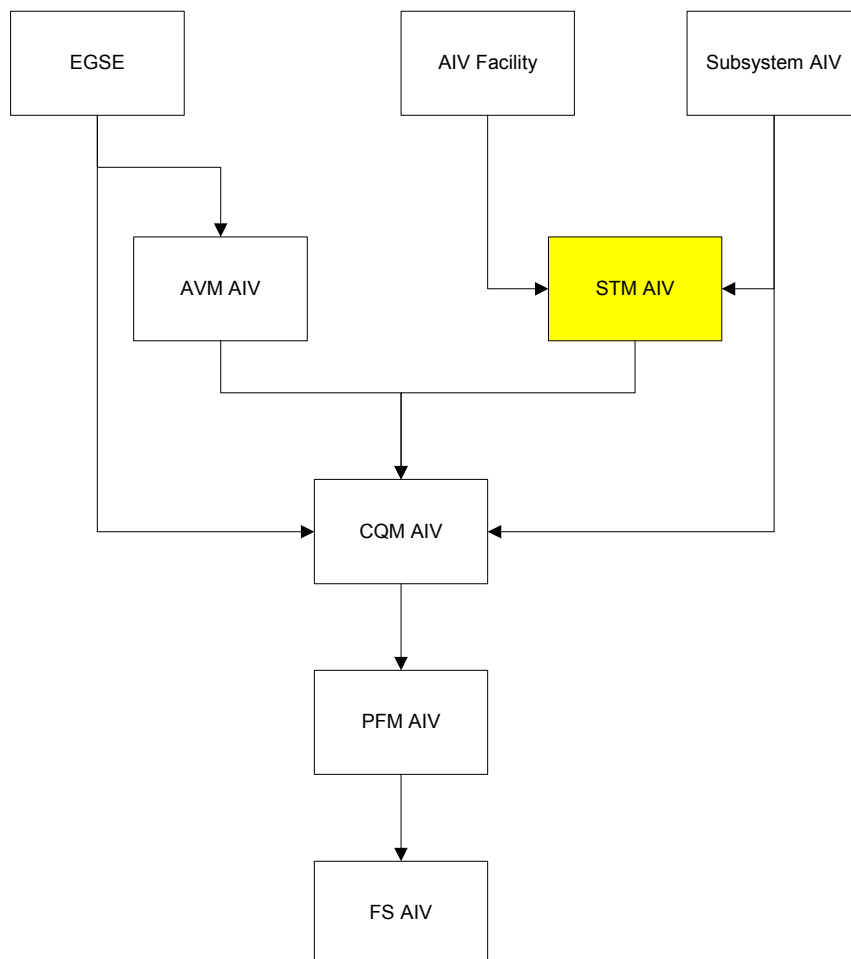 EGSE
AIV Facility
Subsystem AIV
AVM AIV
STM AIV
CQM AIV
PFM AIV
FS AIV